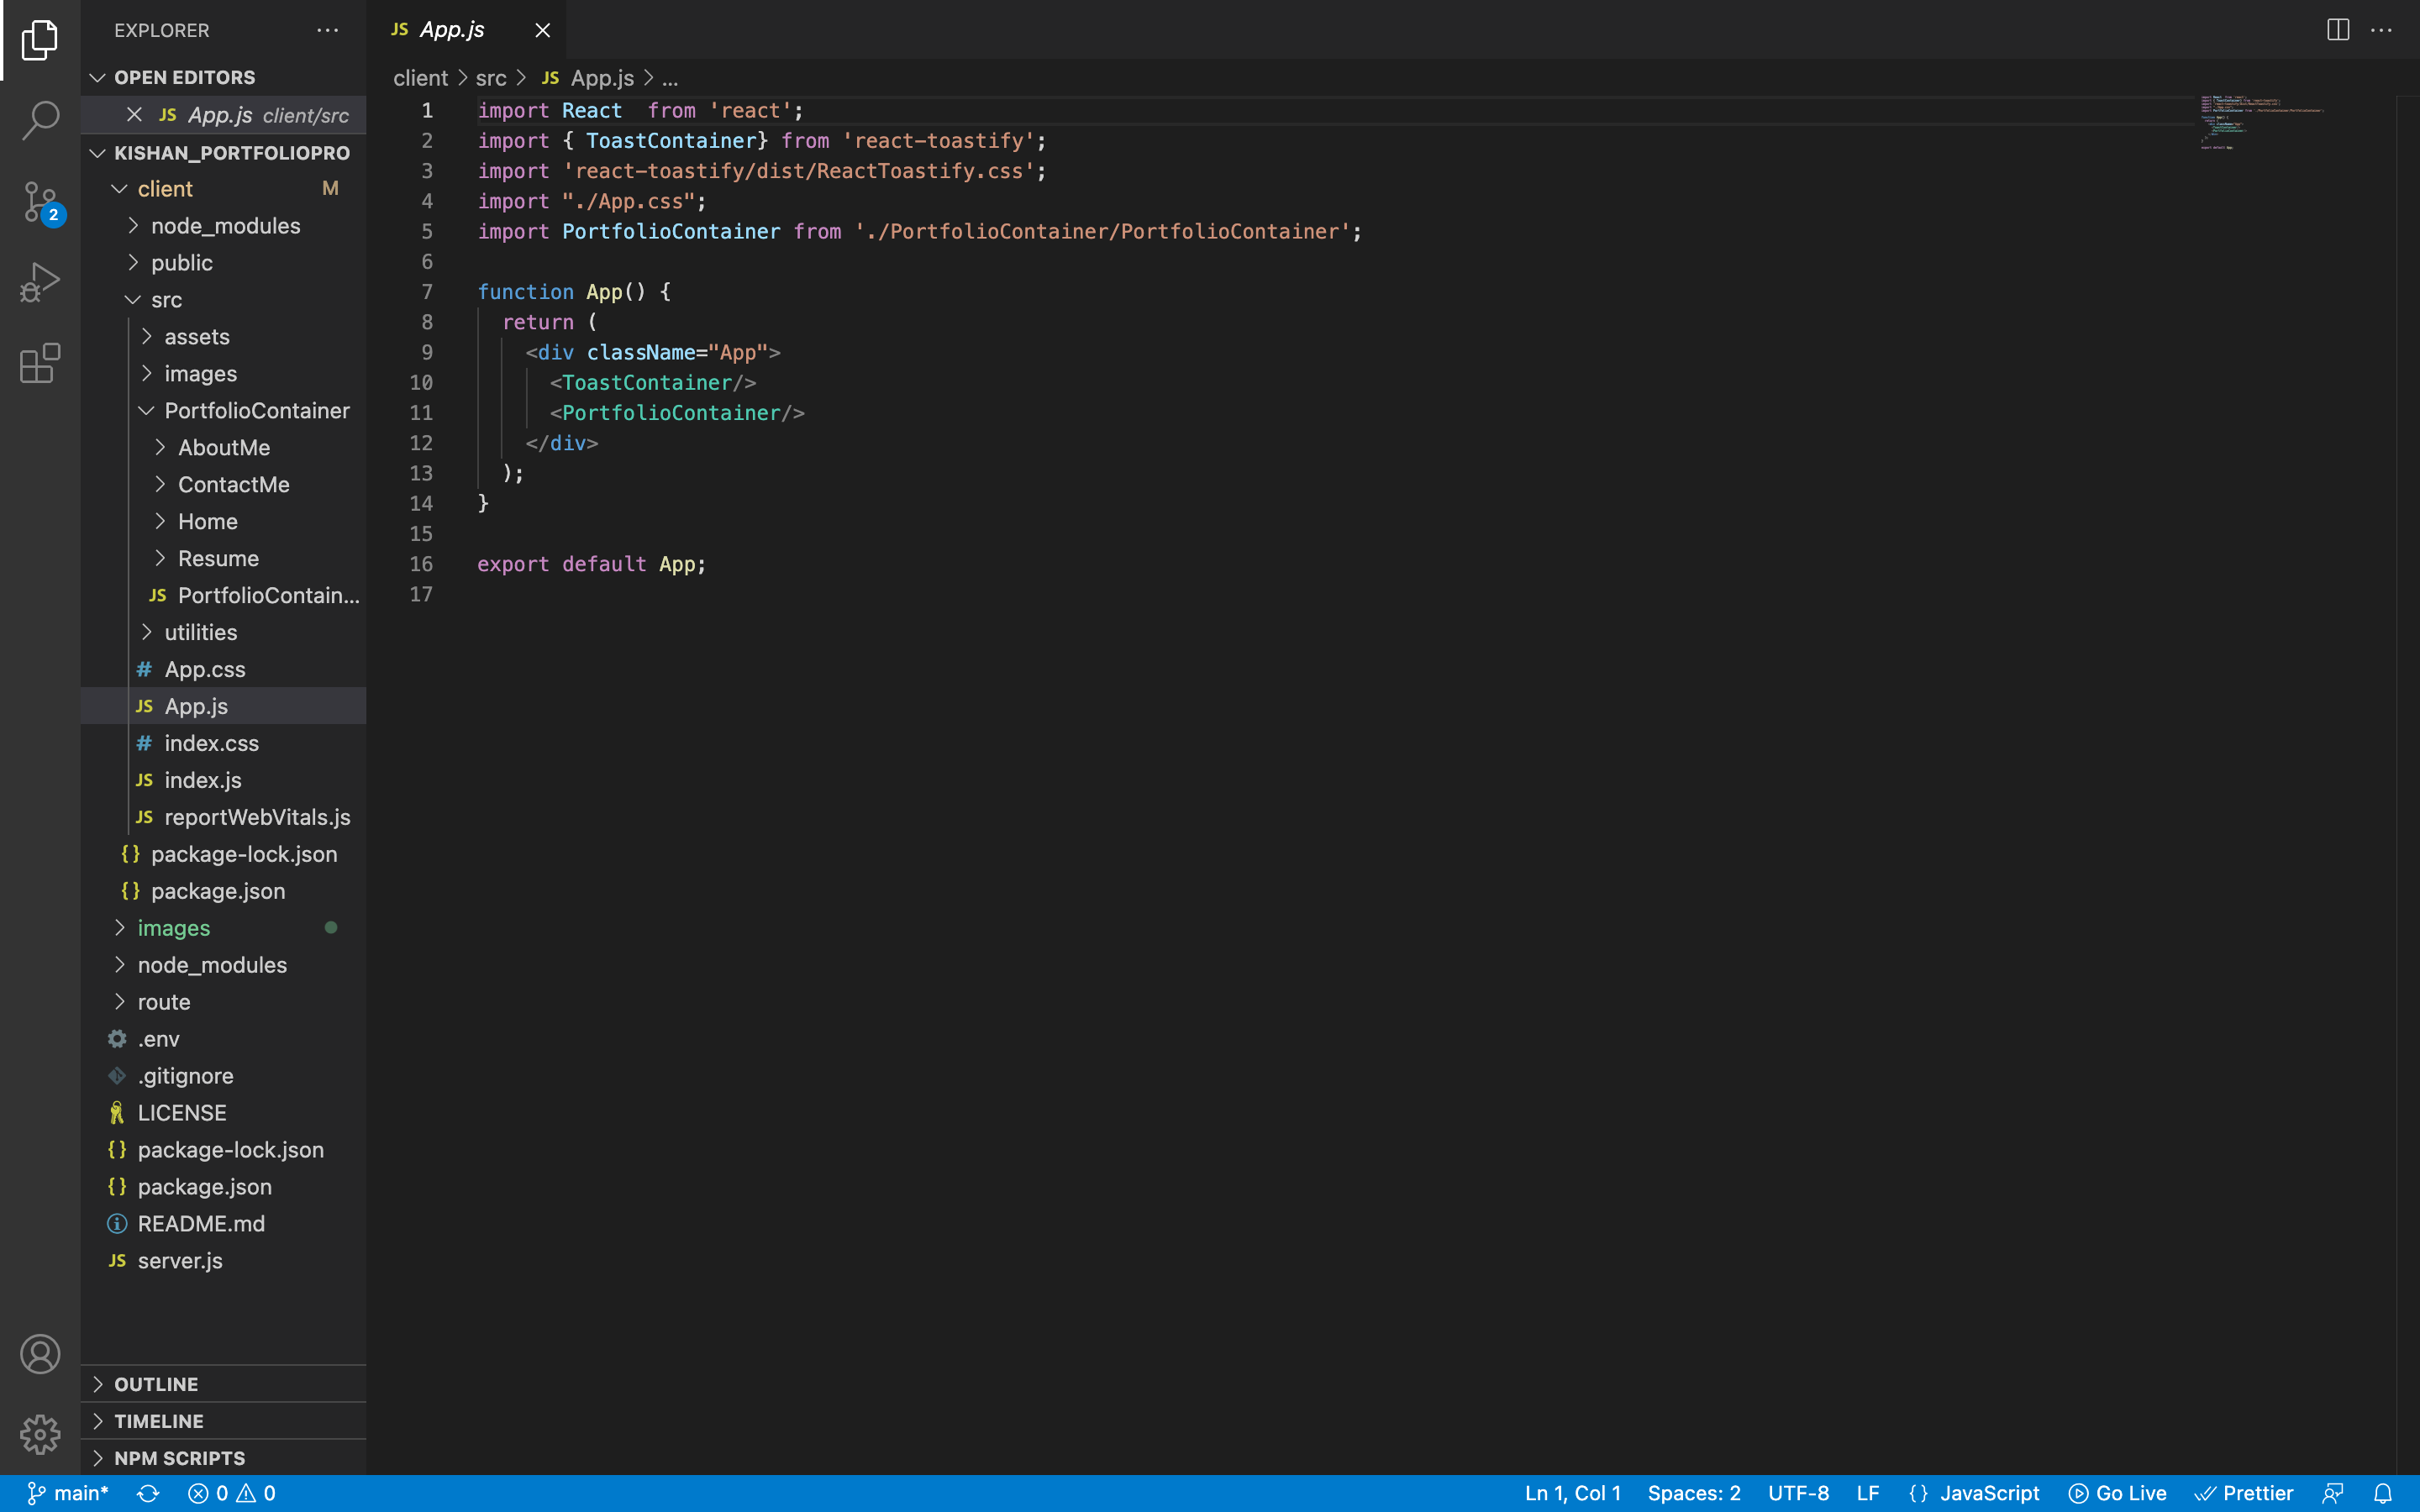 EXPLORER
OPEN EDITORS
JS App.js client/src
KISHAN_PORTFOLIOPRO
client M
node_modules
public
src
assets
images
PortfolioContainer
AboutMe
ContactMe
Home
Resume
JS PortfolioContain...
utilities
# App.css
JS App.js
# index.css
JS index.js
JS reportWebVitals.js
{} package-lock.json
{} package.json
images
node_modules
route
.env
.gitignore
LICENSE
{} package-lock.json
{} package.json
README.md
JS server.js
OUTLINE
TIMELINE
NPM SCRIPTS
2
JS App.js
client > src > JS App.js > ...
1 import React  from 'react';
2 import { ToastContainer} from 'react-toastify';
3 import 'react-toastify/dist/ReactToastify.css';
4 import "./App.css";
5 import PortfolioContainer from './PortfolioContainer/PortfolioContainer';
6
7 function App() {
8   return (
9     <div className="App">
10       <ToastContainer/>
11       <PortfolioContainer/>
12     </div>
13   );
14 }
15
16 export default App;
17
main* 0 0 Ln 1, Col 1 Spaces: 2 UTF-8 LF {} JavaScript Go Live Prettier